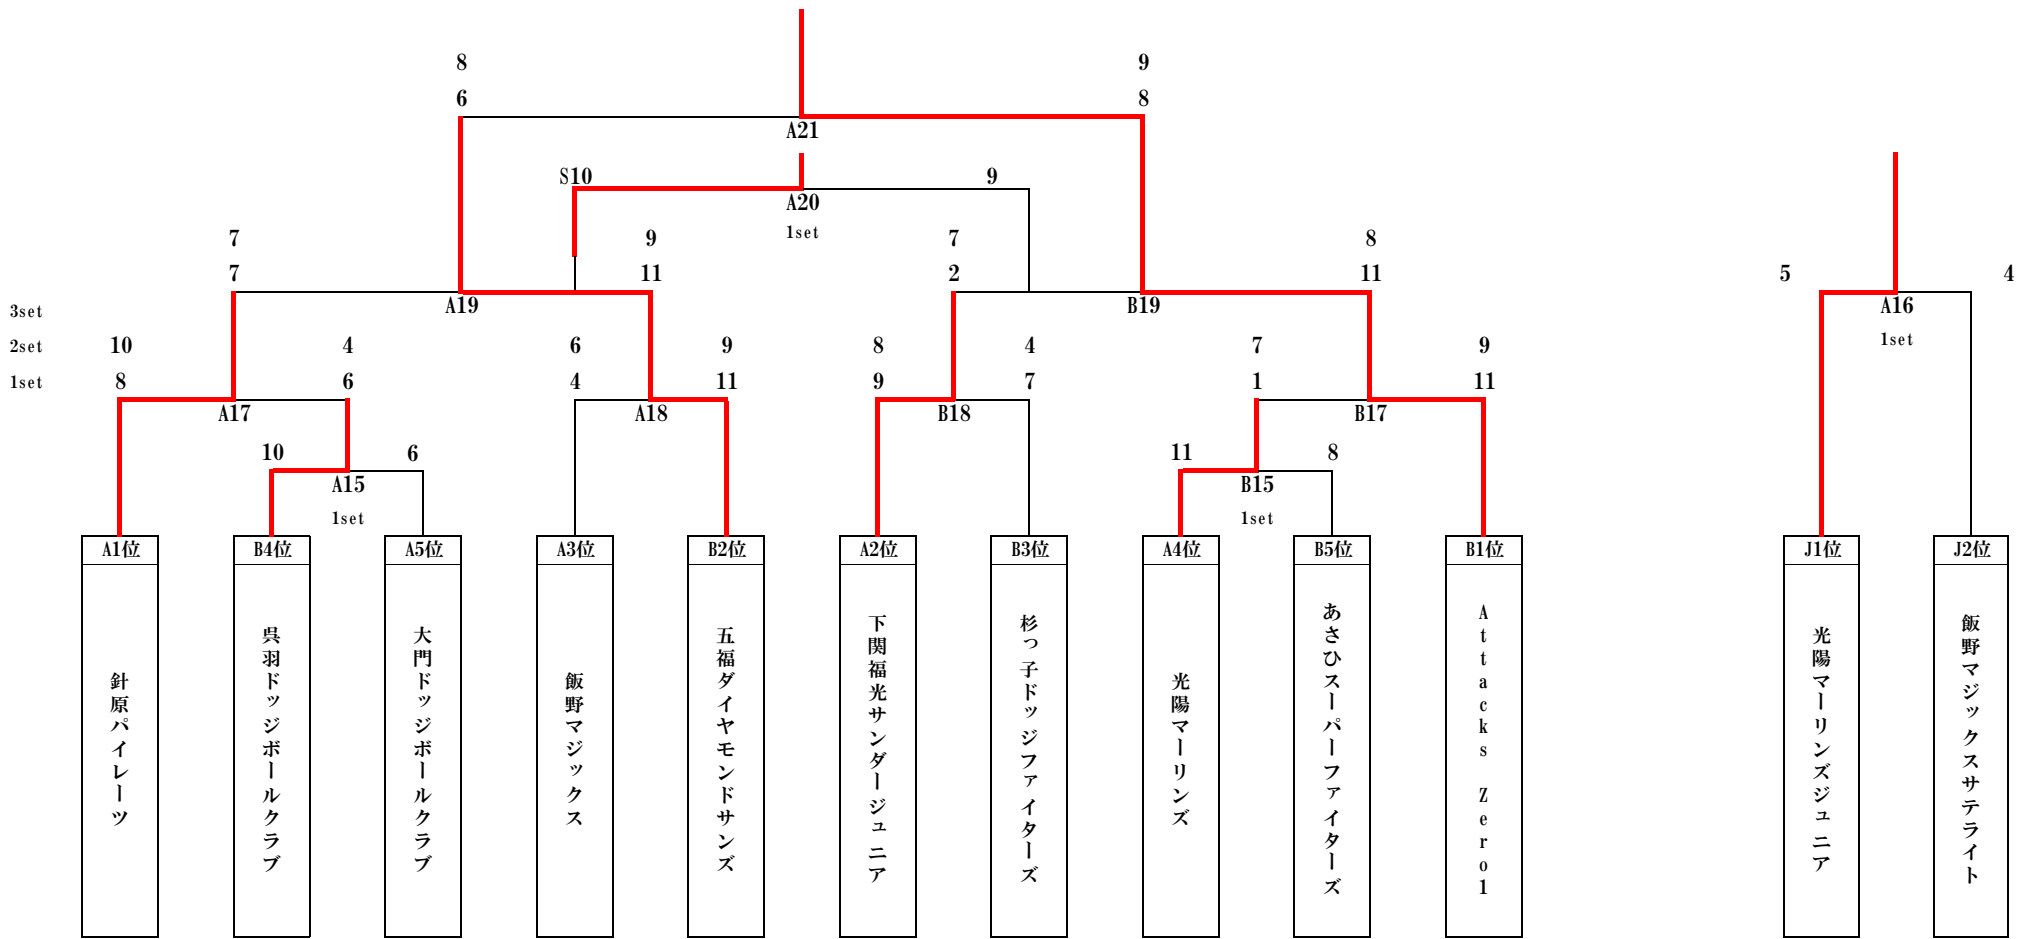 8 9
6 8
A21
S10 9
A20
1set
7 9 7 8
7 11 2 11 5 4
A19 B19 A16
3set
1set
2set 10 4 6 9 8 4 7 9
1set 8 6 4 11 9 7 1 11
A17 A18 B18 B17
10 6 11 8
A15 B15
1set 1set
A1位 B4位 A5位 A3位 B2位 A2位 B3位 A4位 B5位 B1位 J1位 J2位
針原パイレーツ
呉羽ドッジボールクラブ
大門ドッジボールクラブ
飯野マジックス
五福ダイヤモンドサンズ
下関福光サンダージュニア
杉っ子ドッジファイターズ
光陽マーリンズ
あさひスーパーファイターズ
Attacks Zero1
光陽マーリンズジュニア
飯野マジックスサテライト